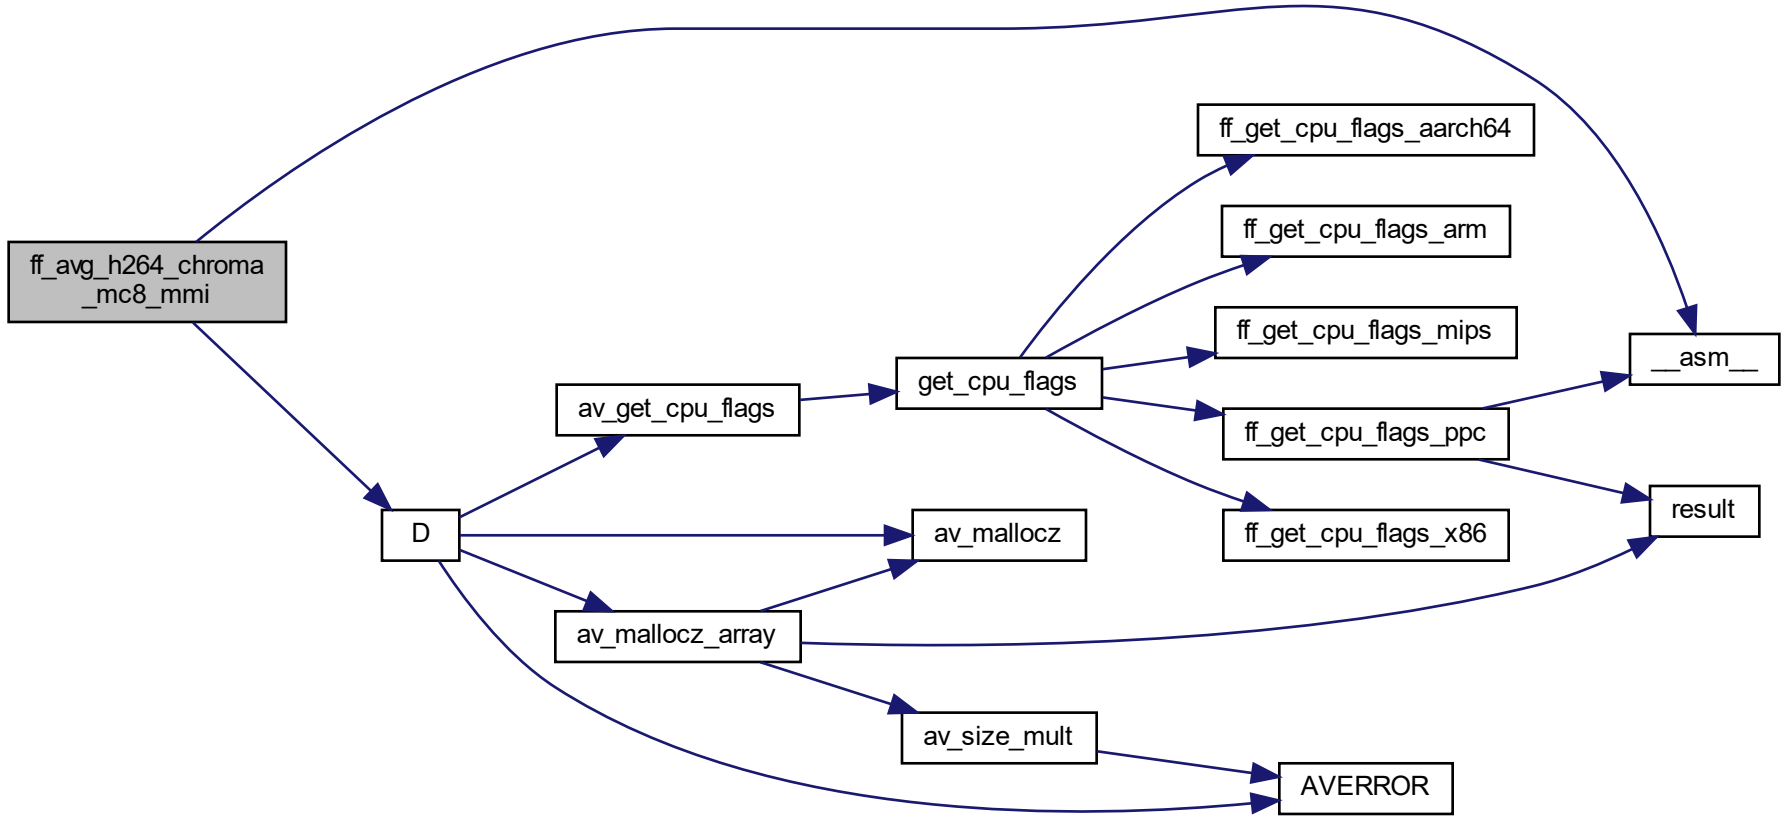 ff_avg_h264_chroma
_mc8_mmi
D
av_get_cpu_flags
av_mallocz_array
get_cpu_flags
av_mallocz
av_size_mult
ff_get_cpu_flags_aarch64
ff_get_cpu_flags_arm
ff_get_cpu_flags_mips
ff_get_cpu_flags_ppc
ff_get_cpu_flags_x86
AVERROR
__asm__
result